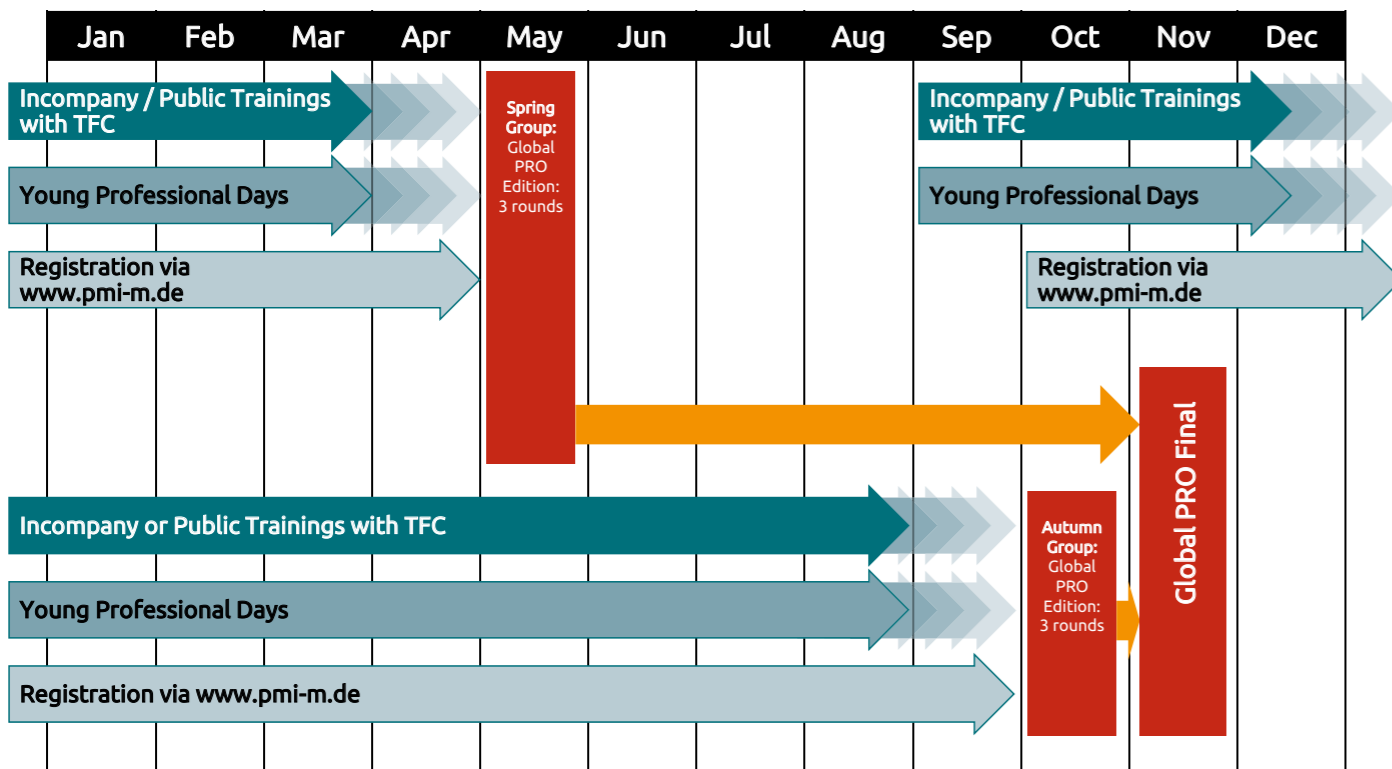 Jan Feb Mar Apr May Jun Jul Aug Sep Oct Nov Dec
Incompany / Public Trainings
with TFC
Young Professional Days
Registration via
www.pmi-m.de
Spring
Group:
Global
PRO
Edition:
3 rounds
Incompany / Public Trainings
with TFC
Young Professional Days
Registration via
www.pmi-m.de
Incompany or Public Trainings with TFC
Young Professional Days
Registration via www.pmi-m.de
Autumn
Group:
Global
PRO
Edition:
3 rounds
Global PRO Final